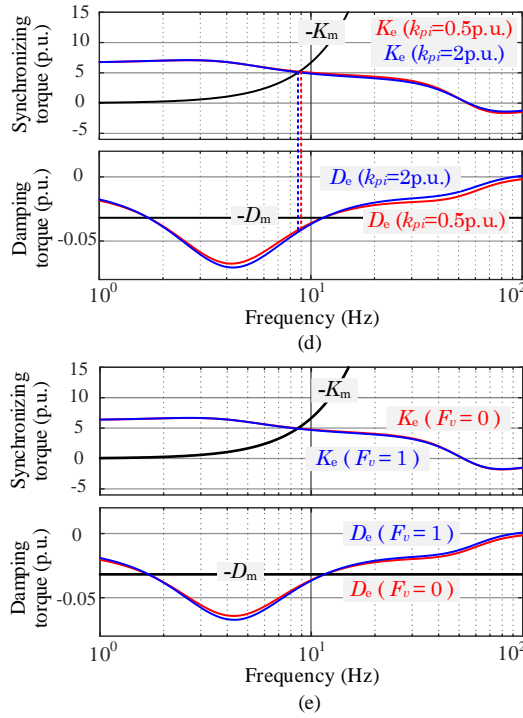 Synchronizing
torque (p.u.)
15
10
5
0
-5
-Km
Ke (kpi=0.5p.u.)
Ke (kpi=2p.u.)
Damping
torque (p.u.)
0
-0.05
De (kpi=2p.u.)
-Dm
De (kpi=0.5p.u.)
10^0
10^1
10^2
Frequency (Hz)
(d)
Synchronizing
torque (p.u.)
15
10
5
0
-5
-Km
Ke ( Fv = 0)
Ke ( Fv = 1)
Damping
torque (p.u.)
0
-0.05
De ( Fv = 1)
-Dm
De ( Fv = 0)
10^0
10^1
10^2
Frequency (Hz)
(e)